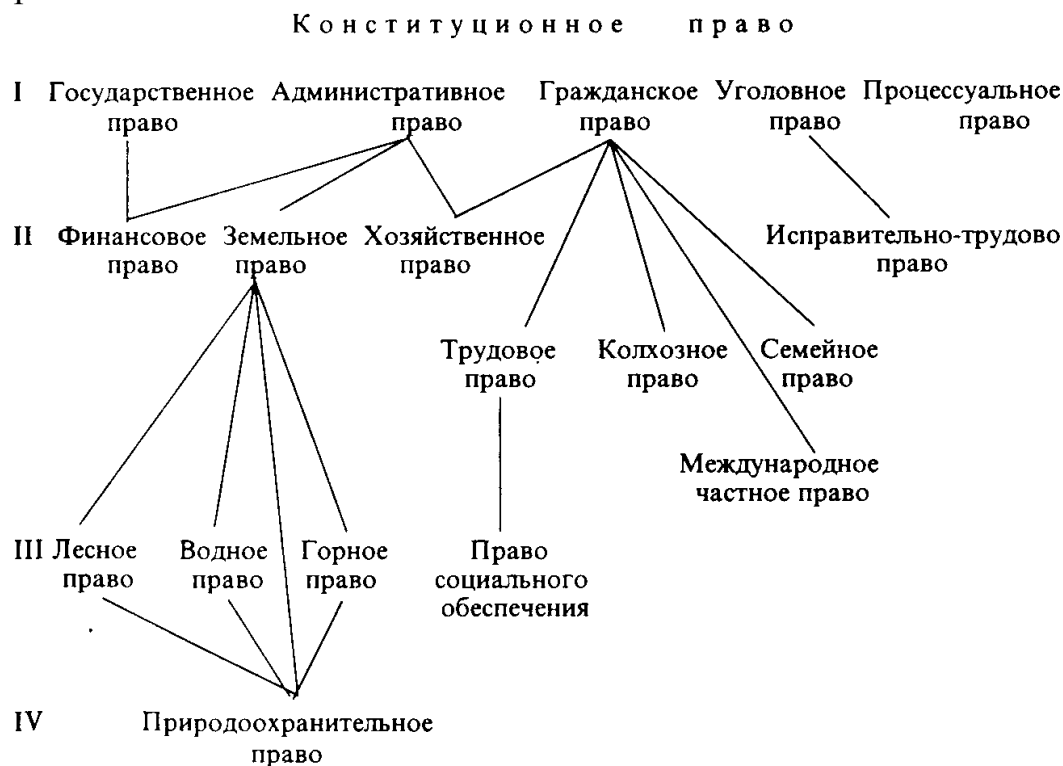 Конституционное право
I Государственное Административное Гражданское Уголовное Процессуальное
право право право право право
II Финансовое Земельное Хозяйственное Исправительно-трудово
право право право право
Трудовое Колхозное Семейное
право право право
Международное
частное право
III Лесное Водное Горное Право
право право право социального
обеспечения
IV Природоохранительное
право